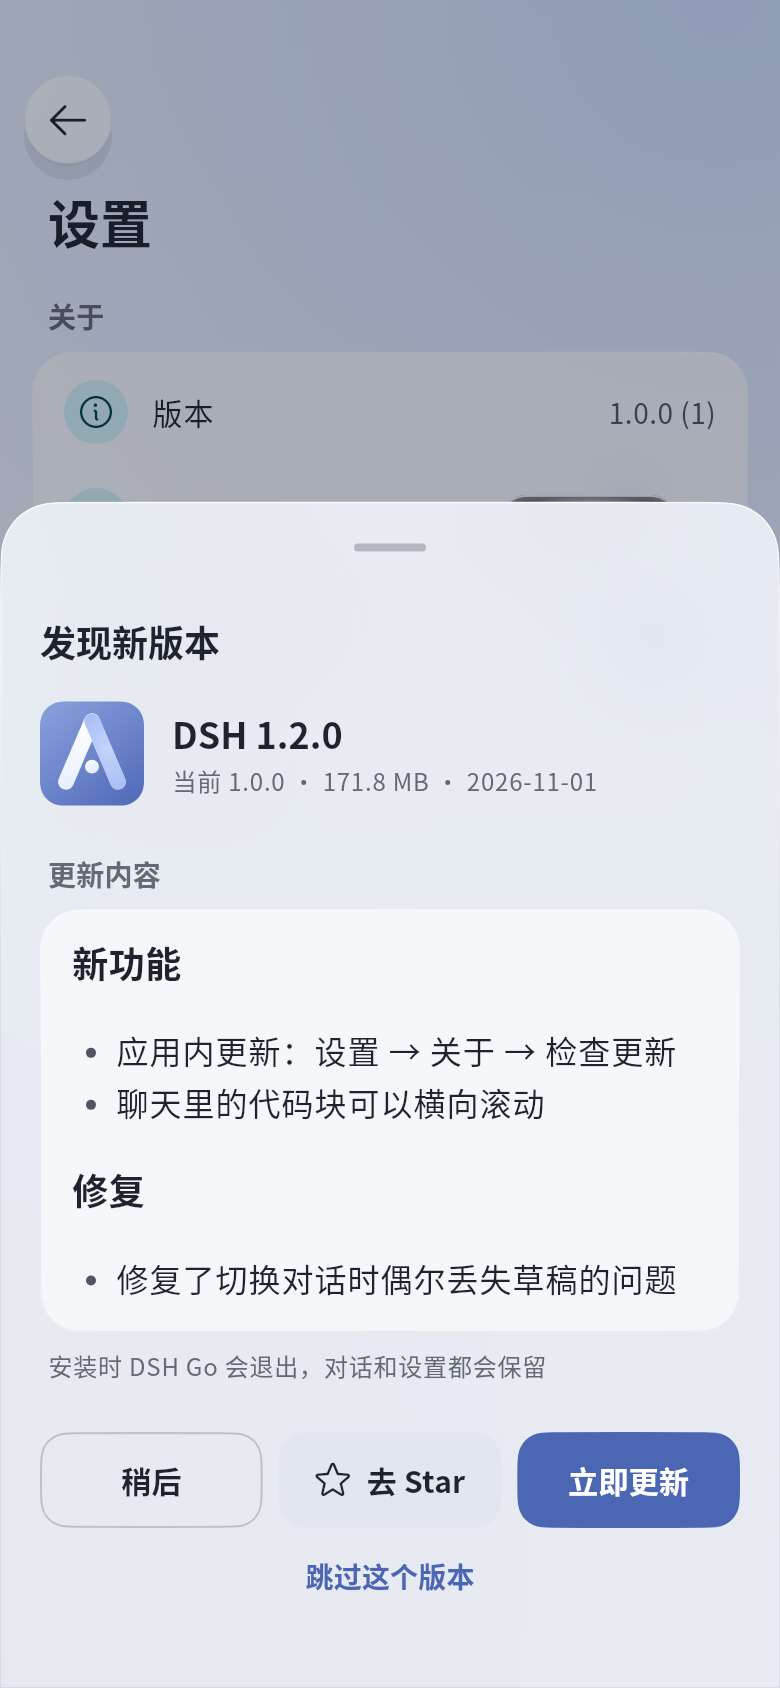 设置
关于
版本 1.0.0 (1)
发现新版本
DSH 1.2.0
当前 1.0.0 • 171.8 MB • 2026-11-01
更新内容
新功能
• 应用内更新：设置 → 关于 → 检查更新
• 聊天里的代码块可以横向滚动
修复
• 修复了切换对话时偶尔丢失草稿的问题
安装时 DSH Go 会退出，对话和设置都会保留
稍后
去 Star
立即更新
跳过这个版本